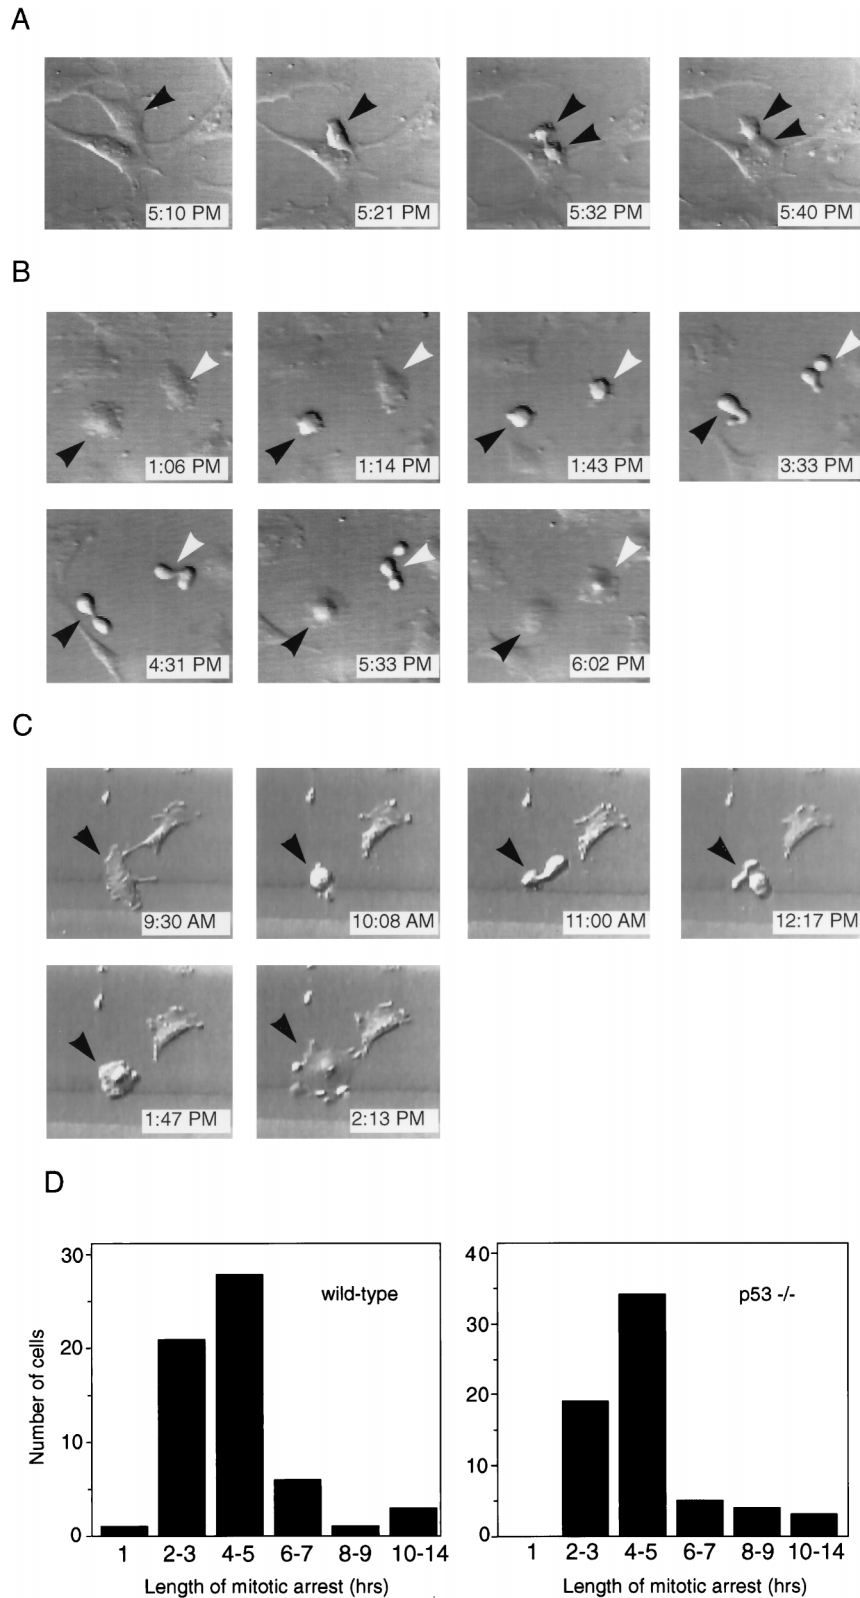 A
5:10 PM
5:21 PM
5:32 PM
5:40 PM
B
1:06 PM
1:14 PM
1:43 PM
3:33 PM
4:31 PM
5:33 PM
6:02 PM
C
9:30 AM
10:08 AM
11:00 AM
12:17 PM
1:47 PM
2:13 PM
D
Number of cells
30
20
10
0
wild-type
1 2-3 4-5 6-7 8-9 10-14
Length of mitotic arrest (hrs)
40
30
20
10
0
p53 -/-
1 2-3 4-5 6-7 8-9 10-14
Length of mitotic arrest (hrs)